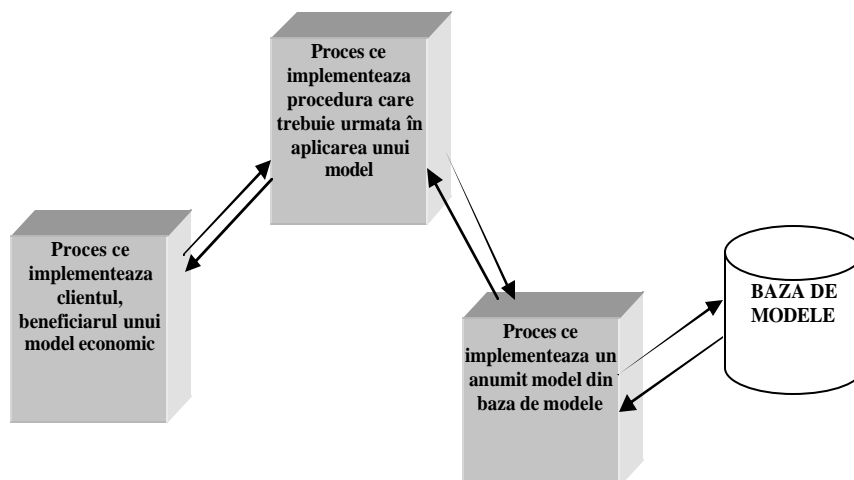 Proces ce
implementeaza
procedura care
trebuie urmata în
aplicarea unui
model
Proces ce
implementeaza
clientul,
beneficiarul unui
model economic
Proces ce
implementeaza un
anumit model din
baza de modele
BAZA DE
MODELE